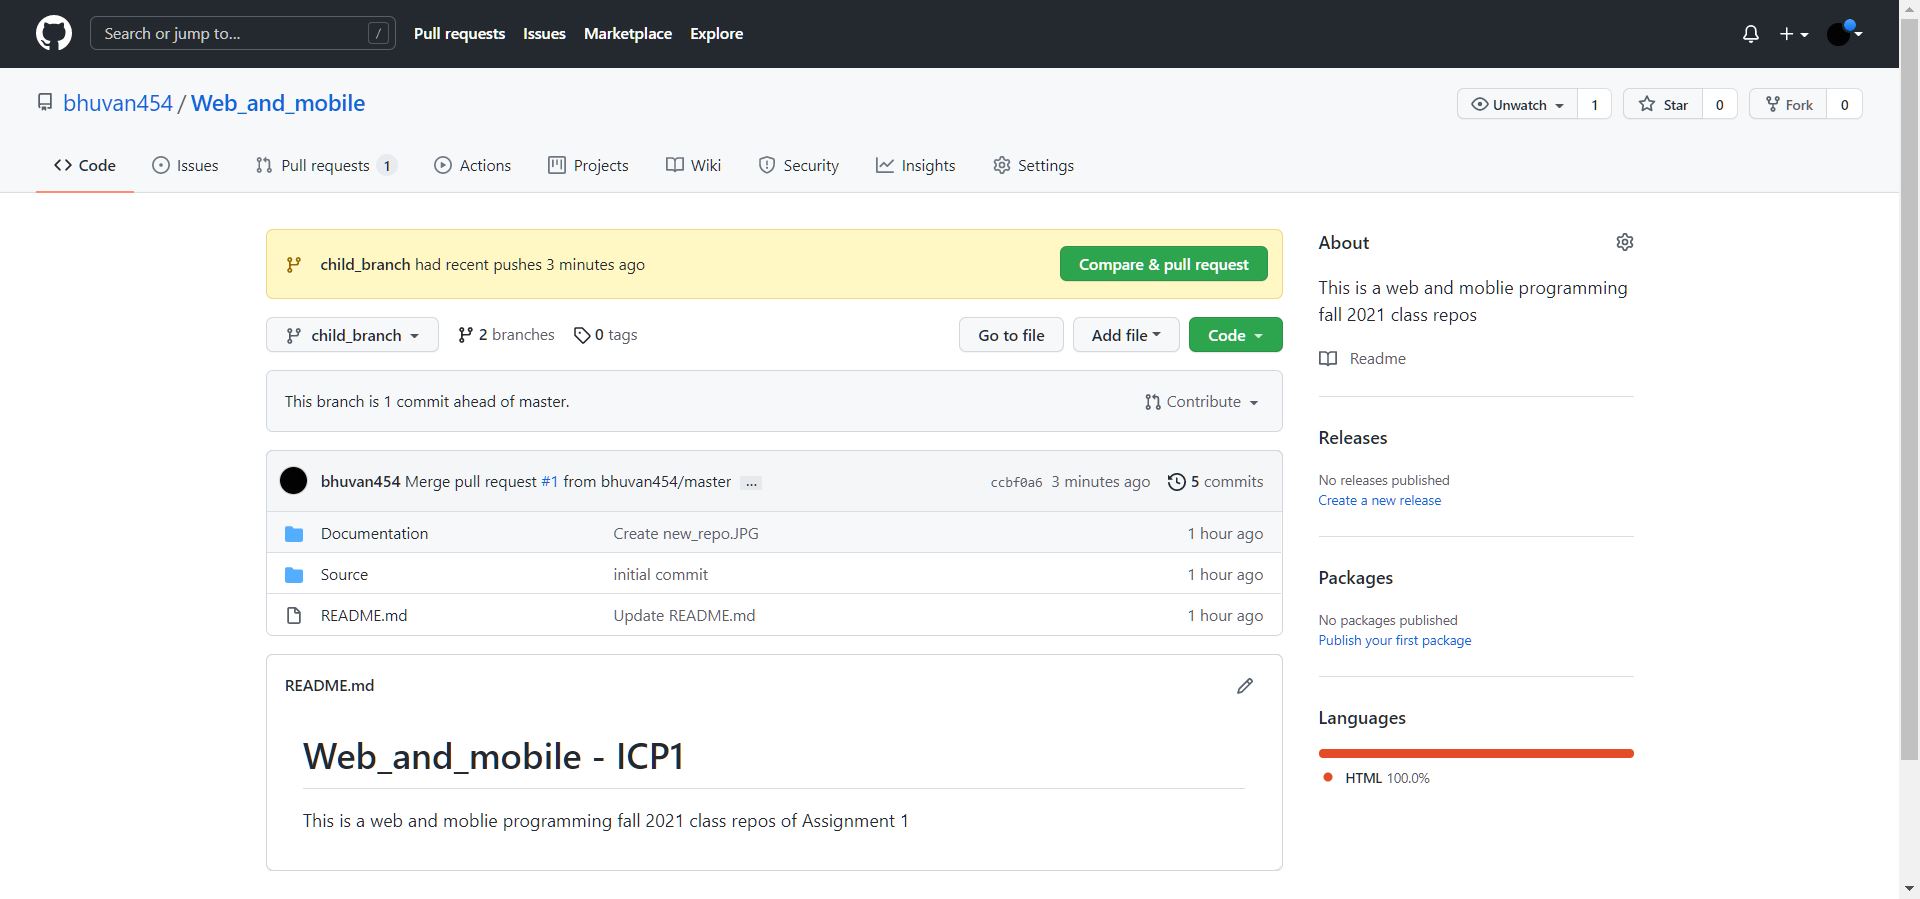 Search or jump to... /
Pull requests Issues Marketplace Explore
bhuvan454 / Web_and_mobile
Unwatch 1 Star 0 Fork 0
Code Issues Pull requests 1 Actions Projects Wiki Security Insights Settings
child_branch had recent pushes 3 minutes ago
Compare & pull request
child_branch 2 branches 0 tags
Go to file Add file Code
This branch is 1 commit ahead of master.
Contribute
bhuvan454 Merge pull request #1 from bhuvan454/master ... ccbf0a6 3 minutes ago 5 commits
Documentation Create new_repo.JPG 1 hour ago
Source initial commit 1 hour ago
README.md Update README.md 1 hour ago
README.md
Web_and_mobile - ICP1
This is a web and moblie programming fall 2021 class repos of Assignment 1
About
This is a web and moblie programming
fall 2021 class repos
Readme
Releases
No releases published
Create a new release
Packages
No packages published
Publish your first package
Languages
HTML 100.0%